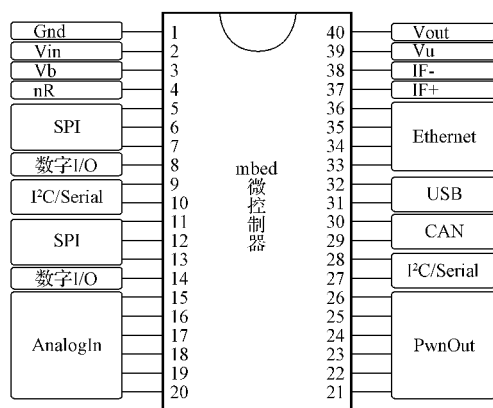 Gnd
Vin
Vb
nR
SPI
数字I/O
I²C/Serial
SPI
数字I/O
AnalogIn
1
2
3
4
5
6
7
8
9
10
11
12
13
14
15
16
17
18
19
20
mbed
微
控
制
器
40
39
38
37
36
35
34
33
32
31
30
29
28
27
26
25
24
23
22
21
Vout
Vu
IF-
IF+
Ethernet
USB
CAN
I²C/Serial
PwnOut